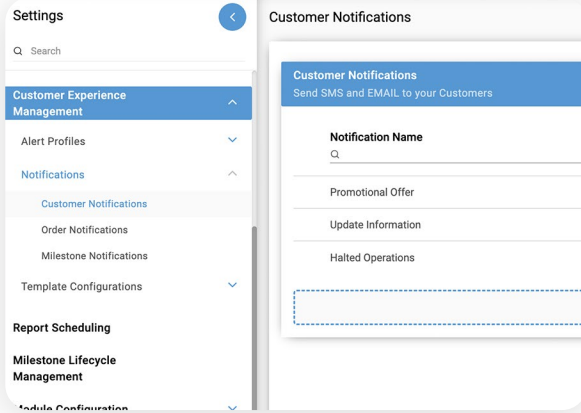 Settings
Search
Customer Experience
Management
Alert Profiles
Notifications
Customer Notifications
Order Notifications
Milestone Notifications
Template Configurations
Report Scheduling
Milestone Lifecycle
Management
Module Configuration
Customer Notifications
Customer Notifications
Send SMS and EMAIL to your Customers
Notification Name
Promotional Offer
Update Information
Halted Operations